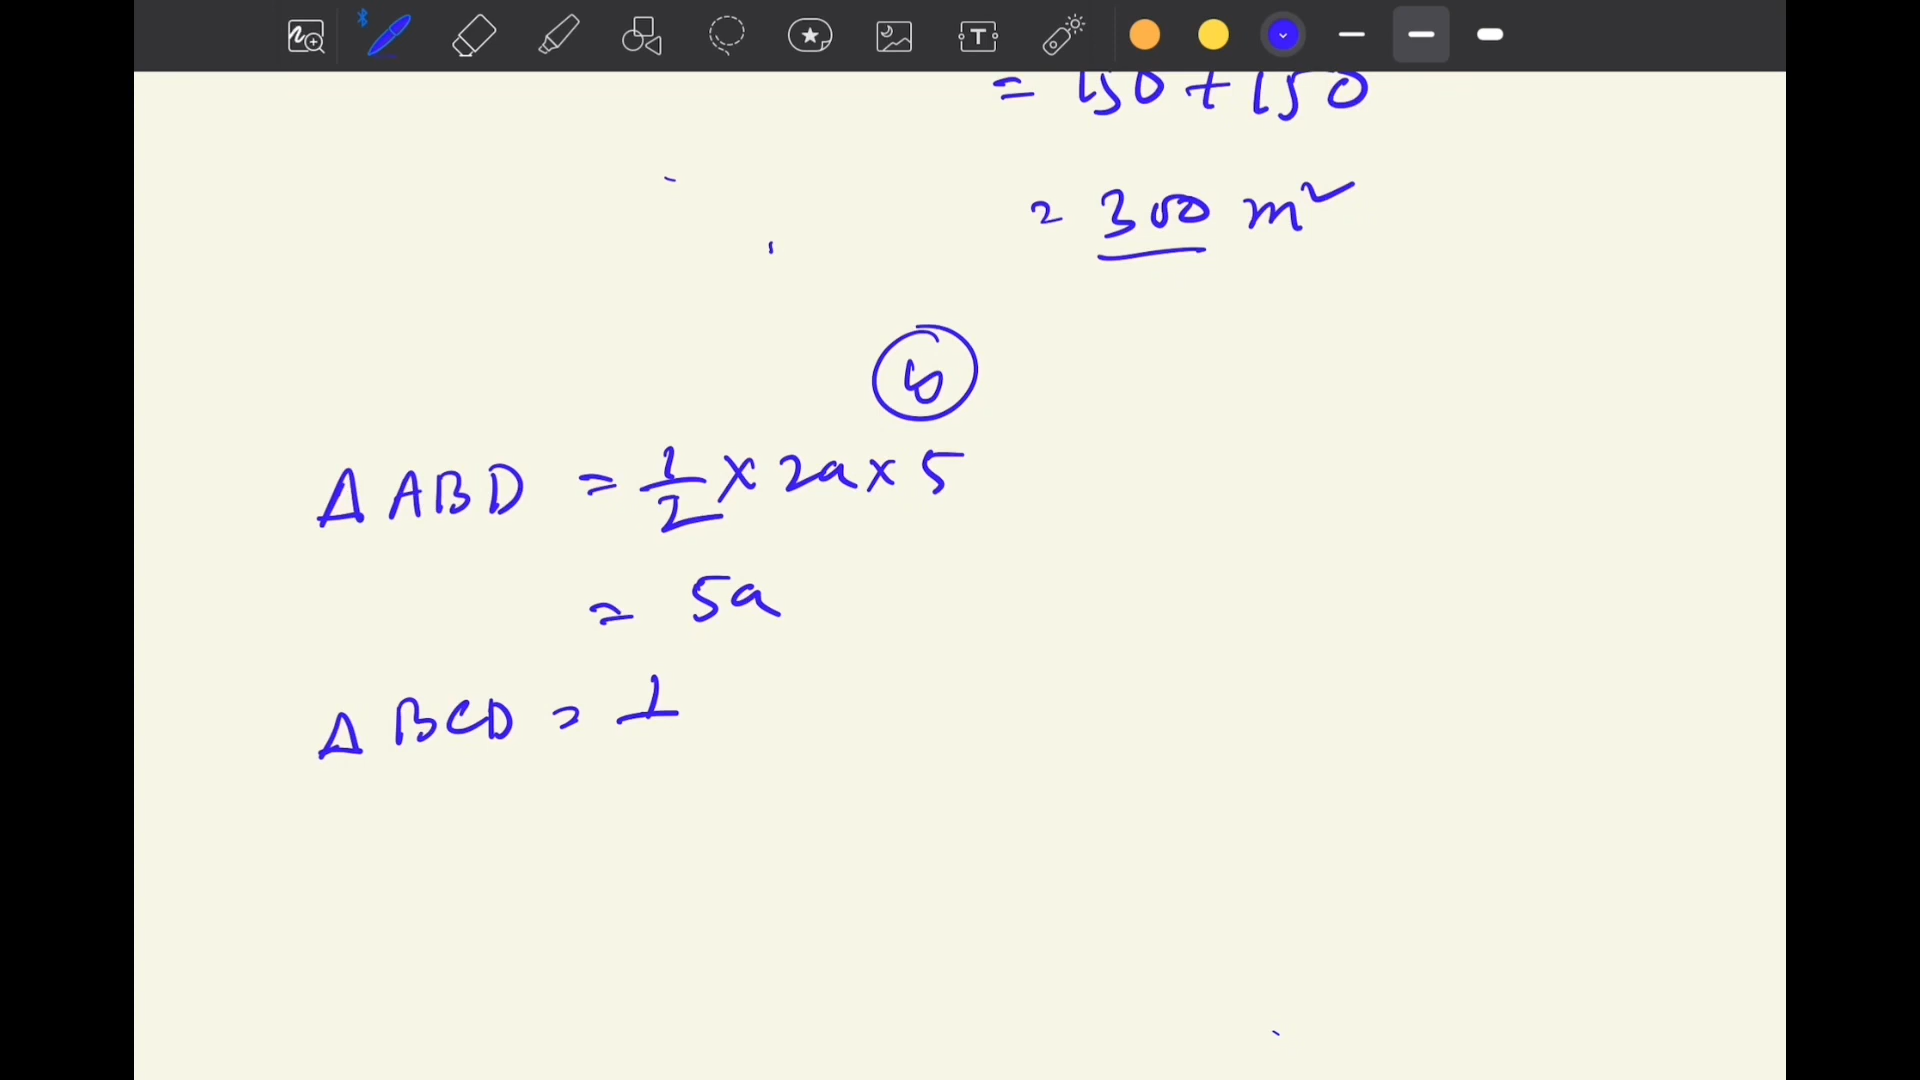 = 150 + 150
= 300 m²
6
Δ ABD = 1/2 × 2a × 5
= 5a
Δ BCD = 1